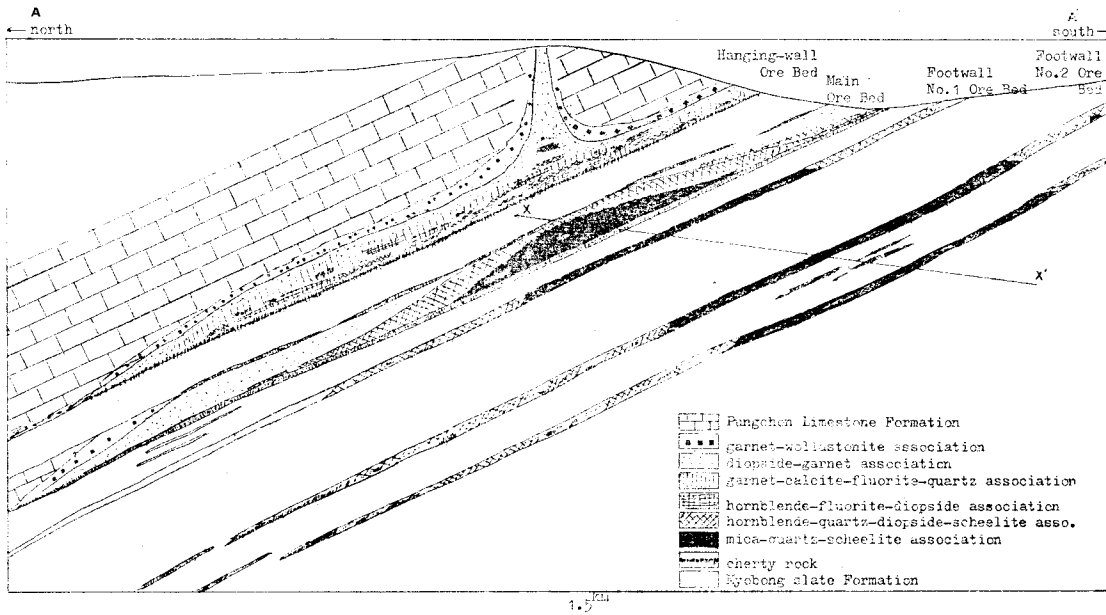 A
← north
A'
south
Hanging-wall
Ore Bed
Main
Ore Bed
Footwall
No.1 Ore Bed
Footwall
No.2 Ore
Bed
X
X'
Pungchon Limestone Formation
garnet-wollastonite association
diopside-garnet association
garnet-calcite-fluorite-quartz association
hornblende-fluorite-diopside association
hornblende-quartz-diopside-scheelite asso.
mica-quartz-scheelite association
cherty rock
Myobong slate Formation
1.5 KM